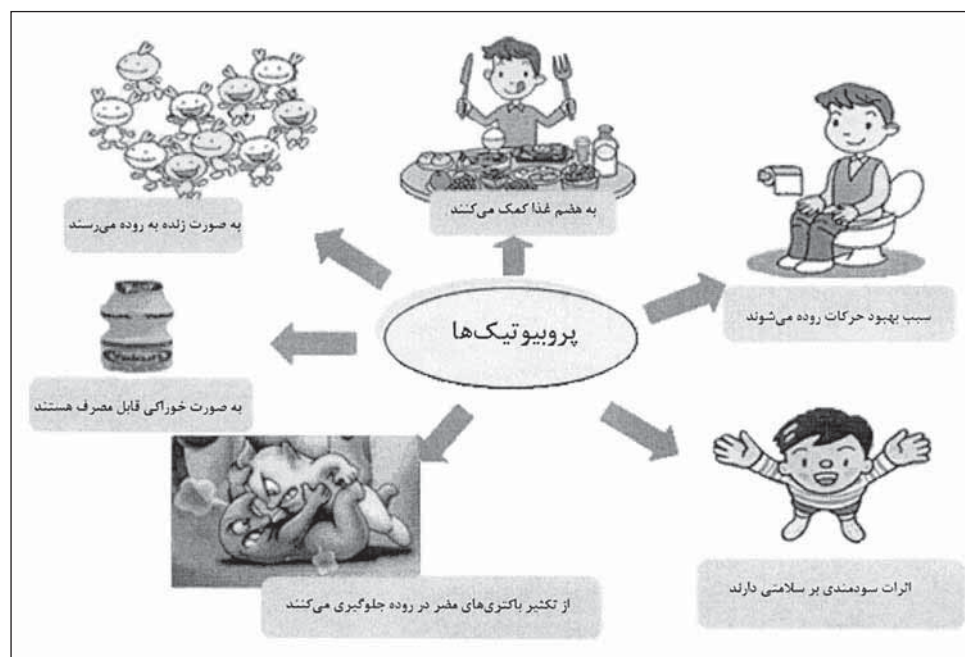 به هضم غذا کمک می‌کنند
به صورت زنده به روده می‌رسند
سبب بهبود حرکات روده می‌شوند
پروبیوتیک‌ها
به صورت خوراکی قابل مصرف هستند
اثرات سودمندی بر سلامتی دارند
از تکثیر باکتری‌های مضر در روده جلوگیری می‌کنند